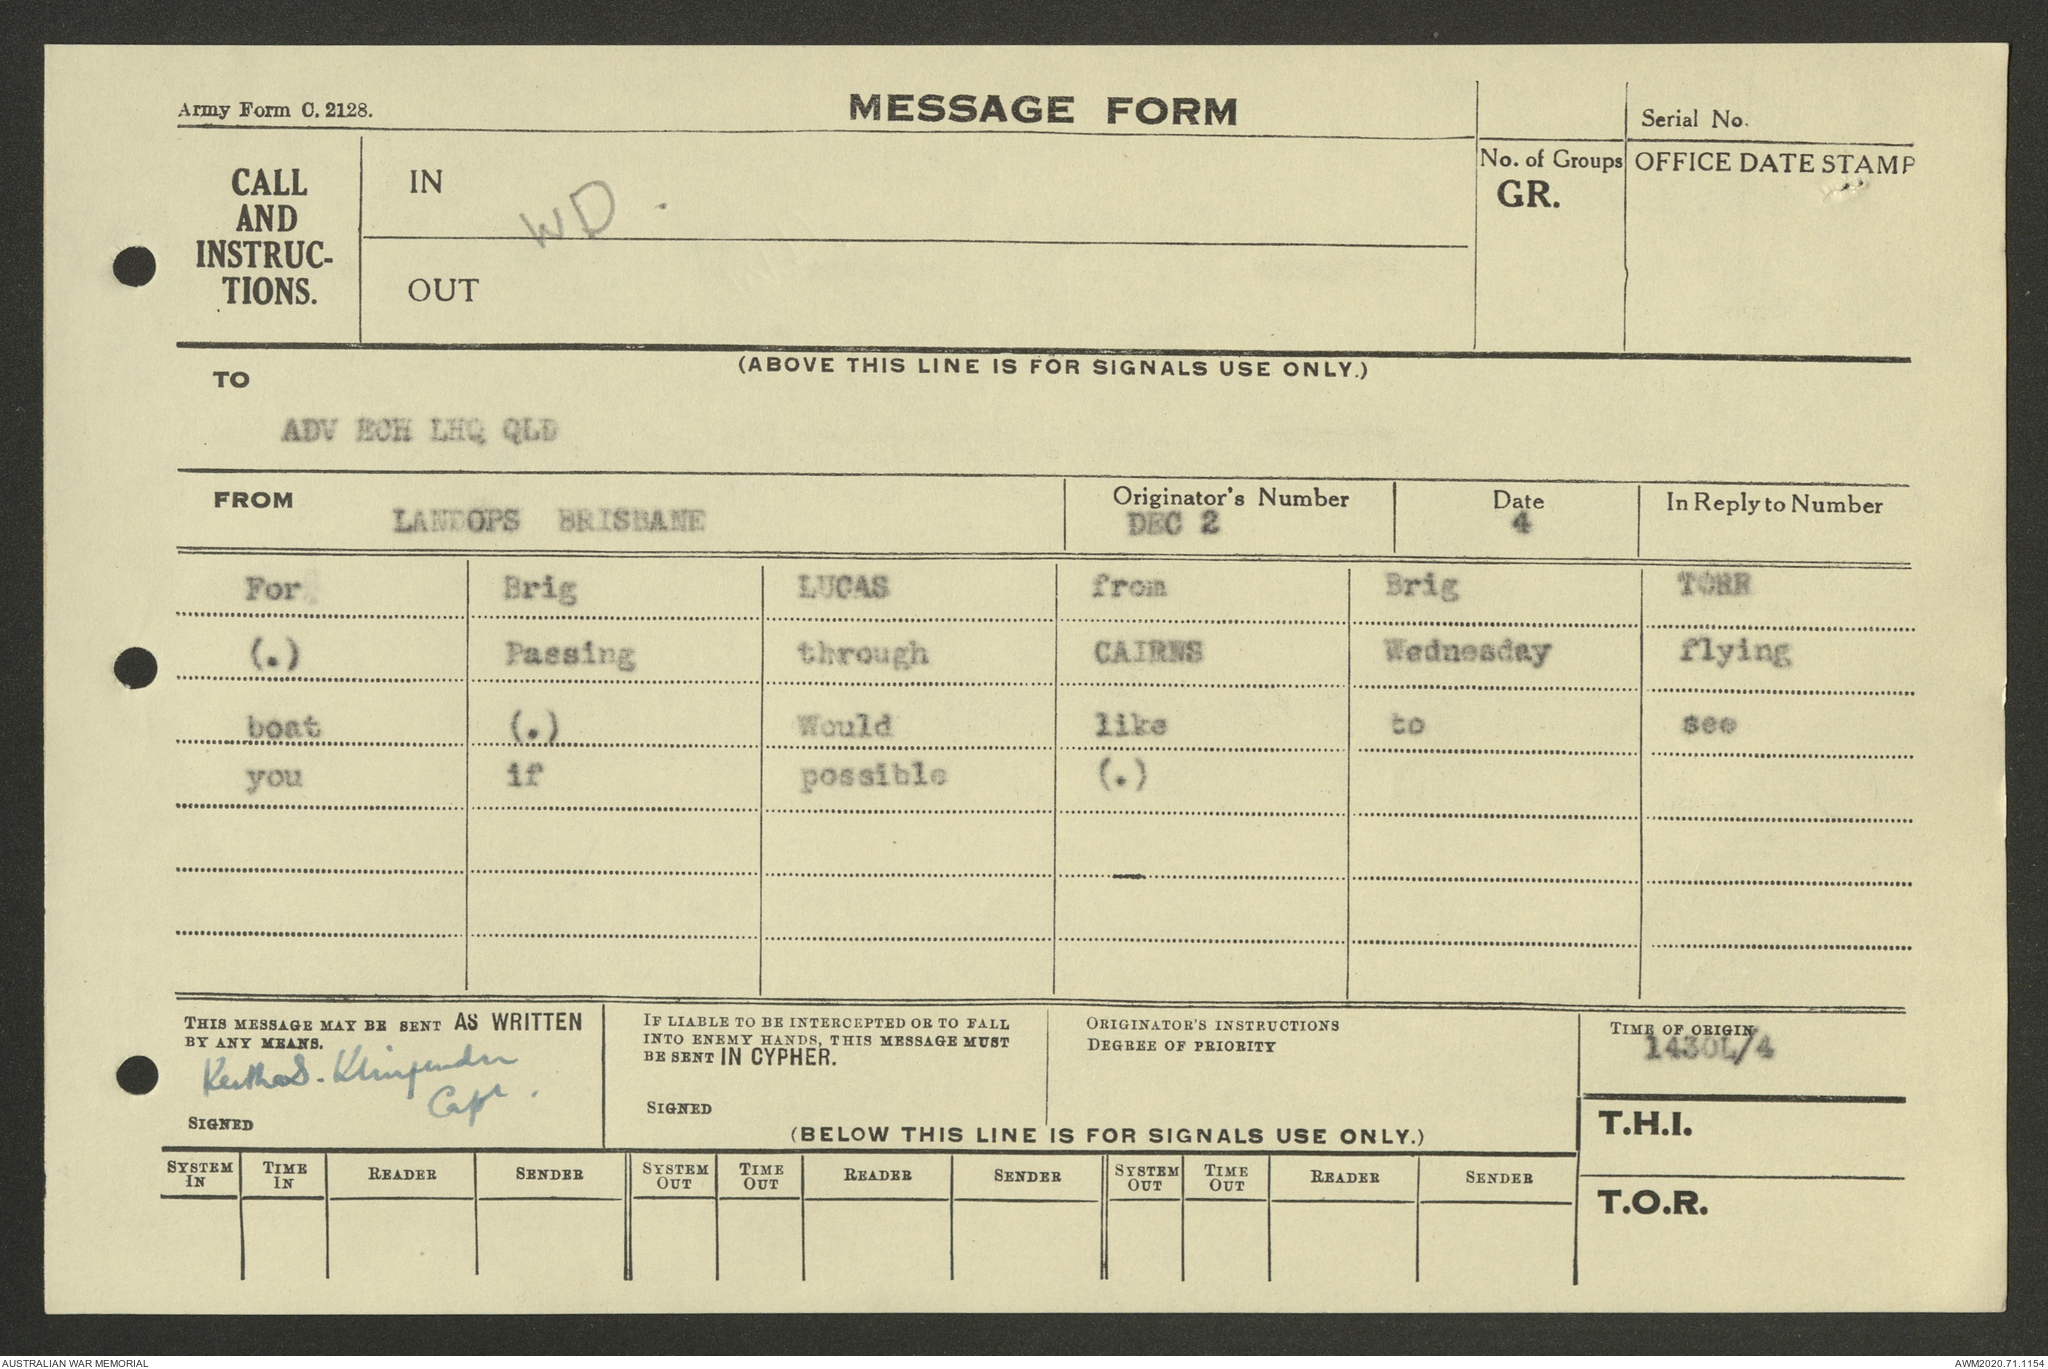 Army Form C. 2128.
MESSAGE FORM
Serial No.
CALL
AND
INSTRUC-
TIONS.
IN
WD.
OUT
No. of Groups
GR.
OFFICE DATE STAMP
(ABOVE THIS LINE IS FOR SIGNALS USE ONLY.)
TO
ADV ECH LHQ QLD
FROM
LANDOPS BRISBANE
Originator's Number
DEC 2
Date
4
In Reply to Number
For Brig LUCAS from Brig TORR
(.) Passing through CAIRNS Wednesday flying
boat (.) Would like to see
you if possible (.)
THIS MESSAGE MAY BE SENT AS WRITTEN
BY ANY MEANS.
Capt.
SIGNED
IF LIABLE TO BE INTERCEPTED OR TO FALL
INTO ENEMY HANDS, THIS MESSAGE MUST
BE SENT IN CYPHER.
SIGNED
ORIGINATOR'S INSTRUCTIONS
DEGREE OF PRIORITY
TIME OF ORIGIN
1430L/4
T.H.I.
T.O.R.
(BELOW THIS LINE IS FOR SIGNALS USE ONLY.)
SYSTEM IN TIME IN READER SENDER SYSTEM OUT TIME OUT READER SENDER SYSTEM OUT TIME OUT READER SENDER
AUSTRALIAN WAR MEMORIAL
AWM2020.71.1154